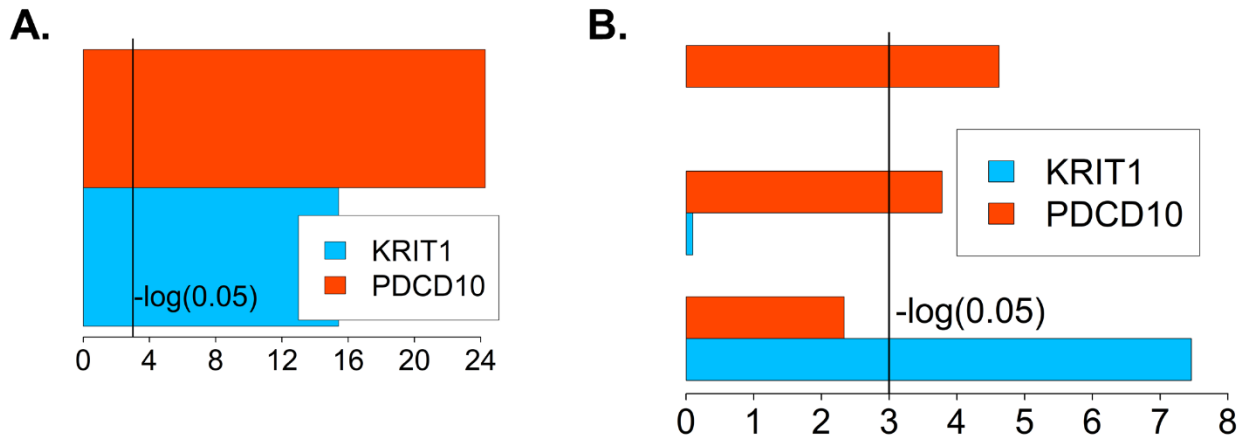 A.
KRIT1
PDCD10
-log(0.05)
0 4 8 12 16 20 24
B.
KRIT1
PDCD10
-log(0.05)
0 1 2 3 4 5 6 7 8